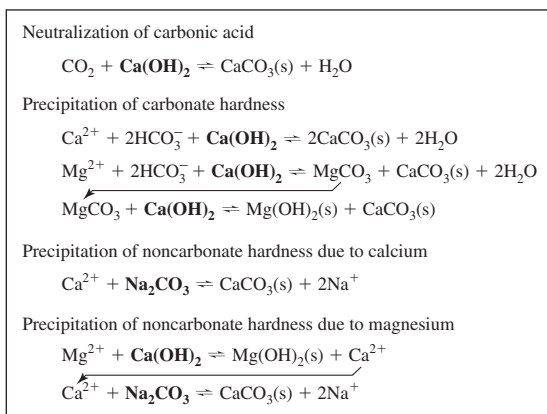 Neutralization of carbonic acid
CO₂ + Ca(OH)₂ ⇌ CaCO₃(s) + H₂O
Precipitation of carbonate hardness
Ca²⁺ + 2HCO₃⁻ + Ca(OH)₂ ⇌ 2CaCO₃(s) + 2H₂O
Mg²⁺ + 2HCO₃⁻ + Ca(OH)₂ ⇌ MgCO₃ + CaCO₃(s) + 2H₂O
MgCO₃ + Ca(OH)₂ ⇌ Mg(OH)₂(s) + CaCO₃(s)
Precipitation of noncarbonate hardness due to calcium
Ca²⁺ + Na₂CO₃ ⇌ CaCO₃(s) + 2Na⁺
Precipitation of noncarbonate hardness due to magnesium
Mg²⁺ + Ca(OH)₂ ⇌ Mg(OH)₂(s) + Ca²⁺
Ca²⁺ + Na₂CO₃ ⇌ CaCO₃(s) + 2Na⁺